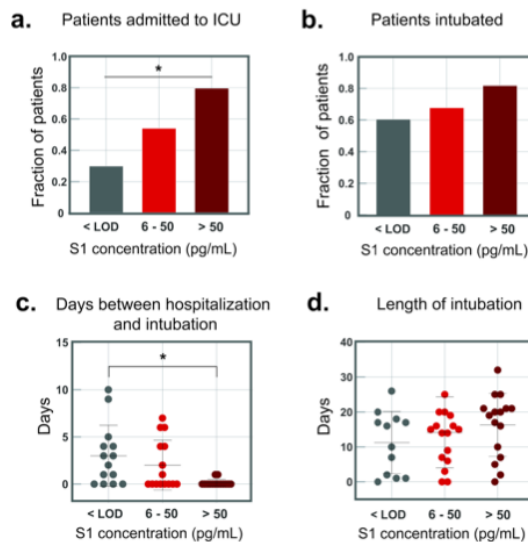 a.
Patients admitted to ICU
*
1.0
0.8
0.6
0.4
0.2
0
Fraction of patients
< LOD 6 - 50 > 50
S1 concentration (pg/mL)
b.
Patients intubated
1.0
0.8
0.6
0.4
0.2
0
Fraction of patients
< LOD 6 - 50 > 50
S1 concentration (pg/mL)
c.
Days between hospitalization
and intubation
*
15
10
5
0
Days
< LOD 6 - 50 > 50
S1 concentration (pg/mL)
d.
Length of intubation
40
30
20
10
0
Days
< LOD 6 - 50 > 50
S1 concentration (pg/mL)